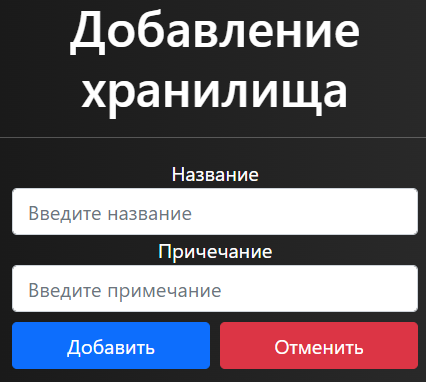 Добавление
хранилища
Название
Введите название
Причечание
Введите примечание
Добавить
Отменить